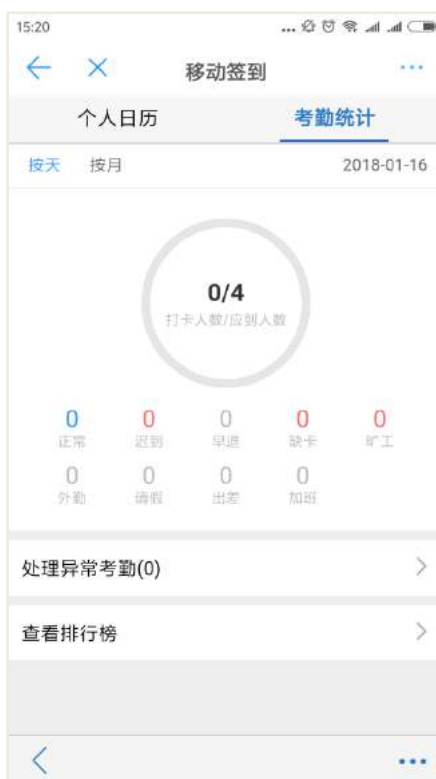 15:20
移动签到
个人日历 考勤统计
按天 按月 2018-01-16
0/4
打卡人数/应到人数
0 0 0 0 0
正常 迟到 早退 缺卡 旷工
0 0 0 0
外勤 请假 出差 加班
处理异常考勤(0)
查看排行榜